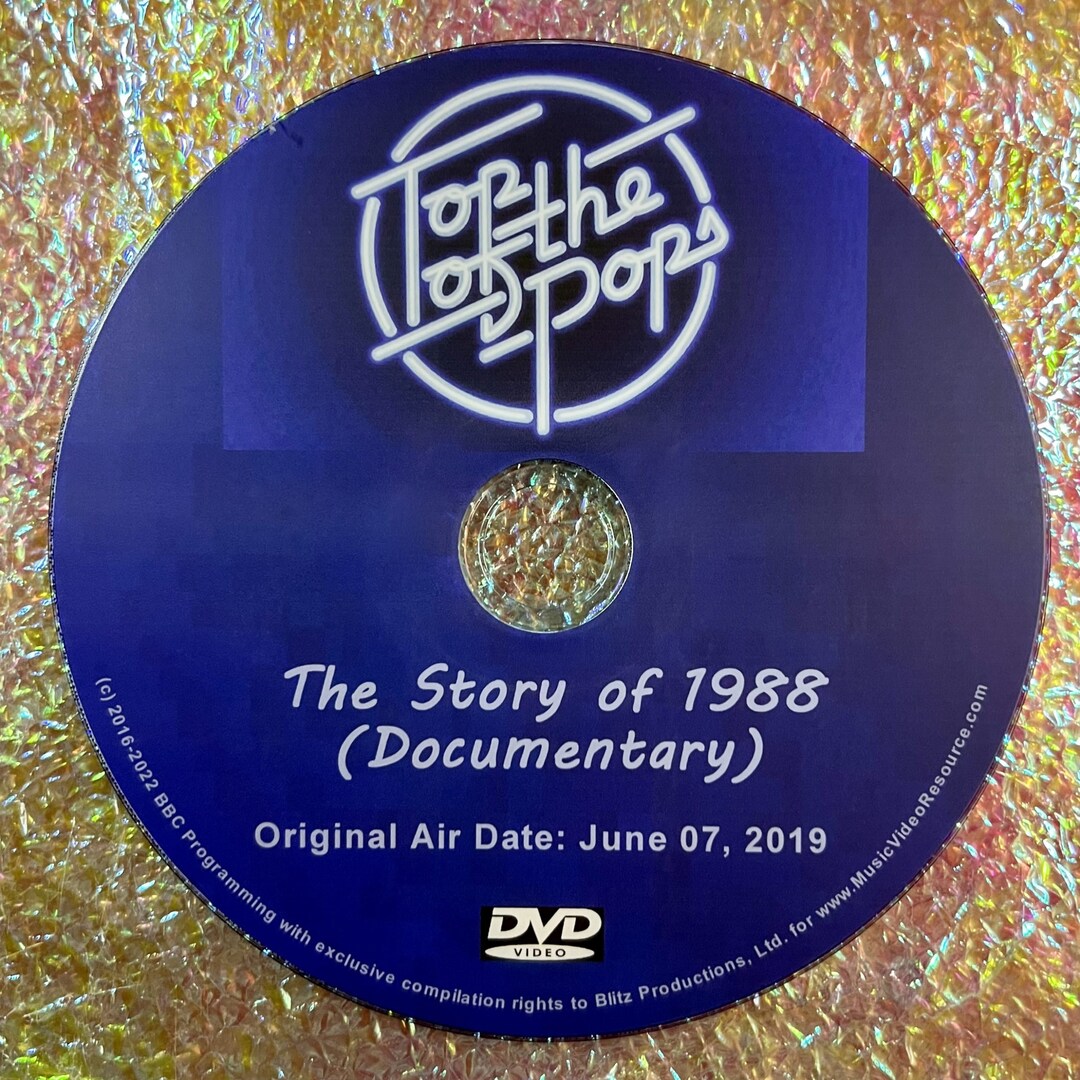 Top of the Pops
The Story of 1988
(Documentary)
Original Air Date: June 07, 2019
DVD
VIDEO
(c) 2016-2022 BBC Programming with exclusive compilation rights to Blitz Productions, Ltd. for www.MusicVideoResource.com